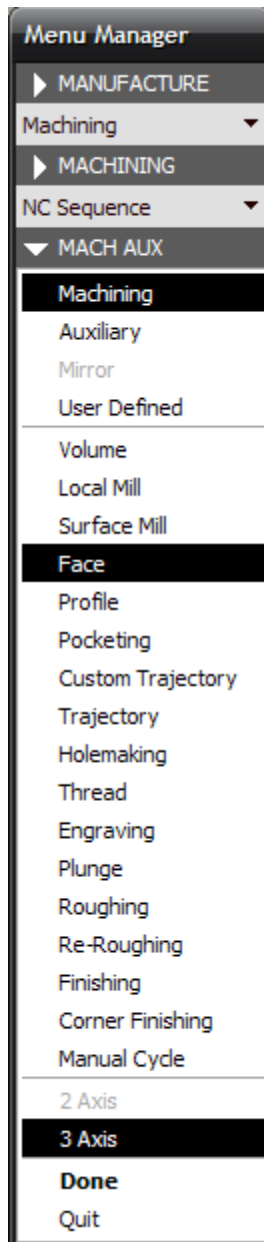 Menu Manager
MANUFACTURE
Machining
MACHINING
NC Sequence
MACH AUX
Machining
Auxiliary
Mirror
User Defined
Volume
Local Mill
Surface Mill
Face
Profile
Pocketing
Custom Trajectory
Trajectory
Holemaking
Thread
Engraving
Plunge
Roughing
Re-Roughing
Finishing
Corner Finishing
Manual Cycle
2 Axis
3 Axis
Done
Quit